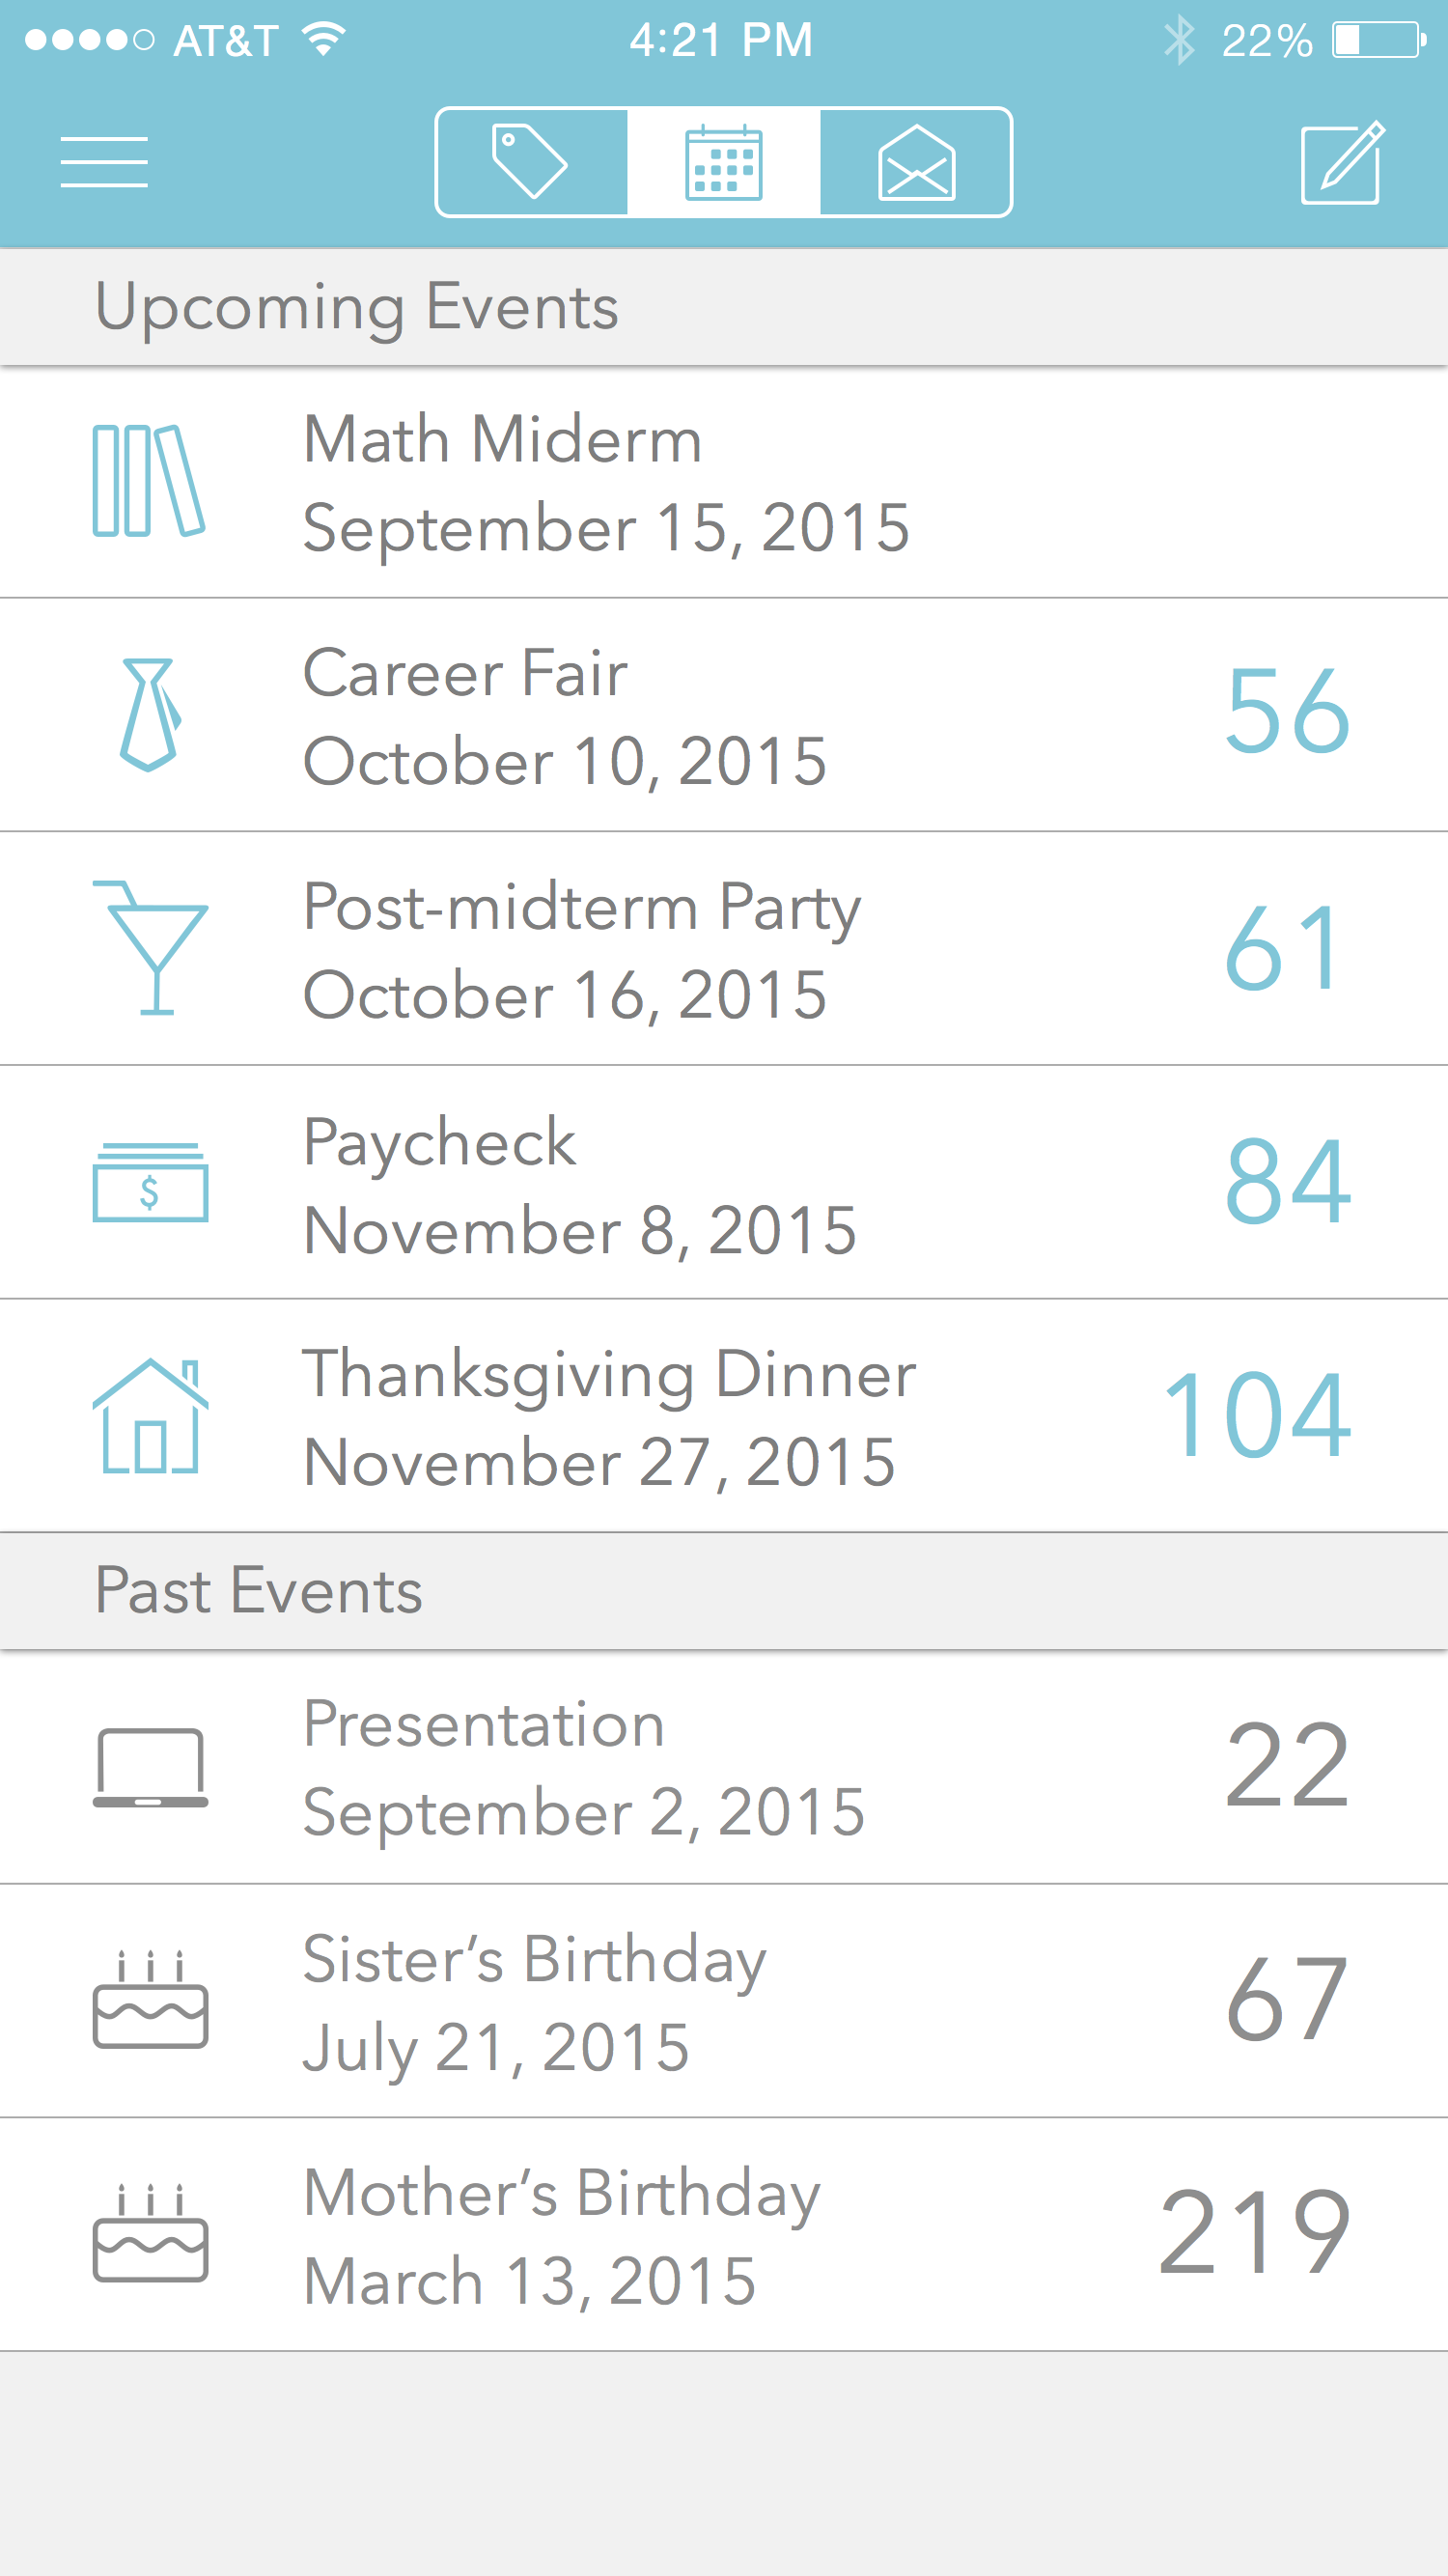 AT&T 4:21 PM 22%
Upcoming Events
Math Miderm
September 15, 2015
Career Fair
October 10, 2015
56
Post-midterm Party
October 16, 2015
61
Paycheck
November 8, 2015
84
$
Thanksgiving Dinner
November 27, 2015
104
Past Events
Presentation
September 2, 2015
22
Sister’s Birthday
July 21, 2015
67
Mother’s Birthday
March 13, 2015
219